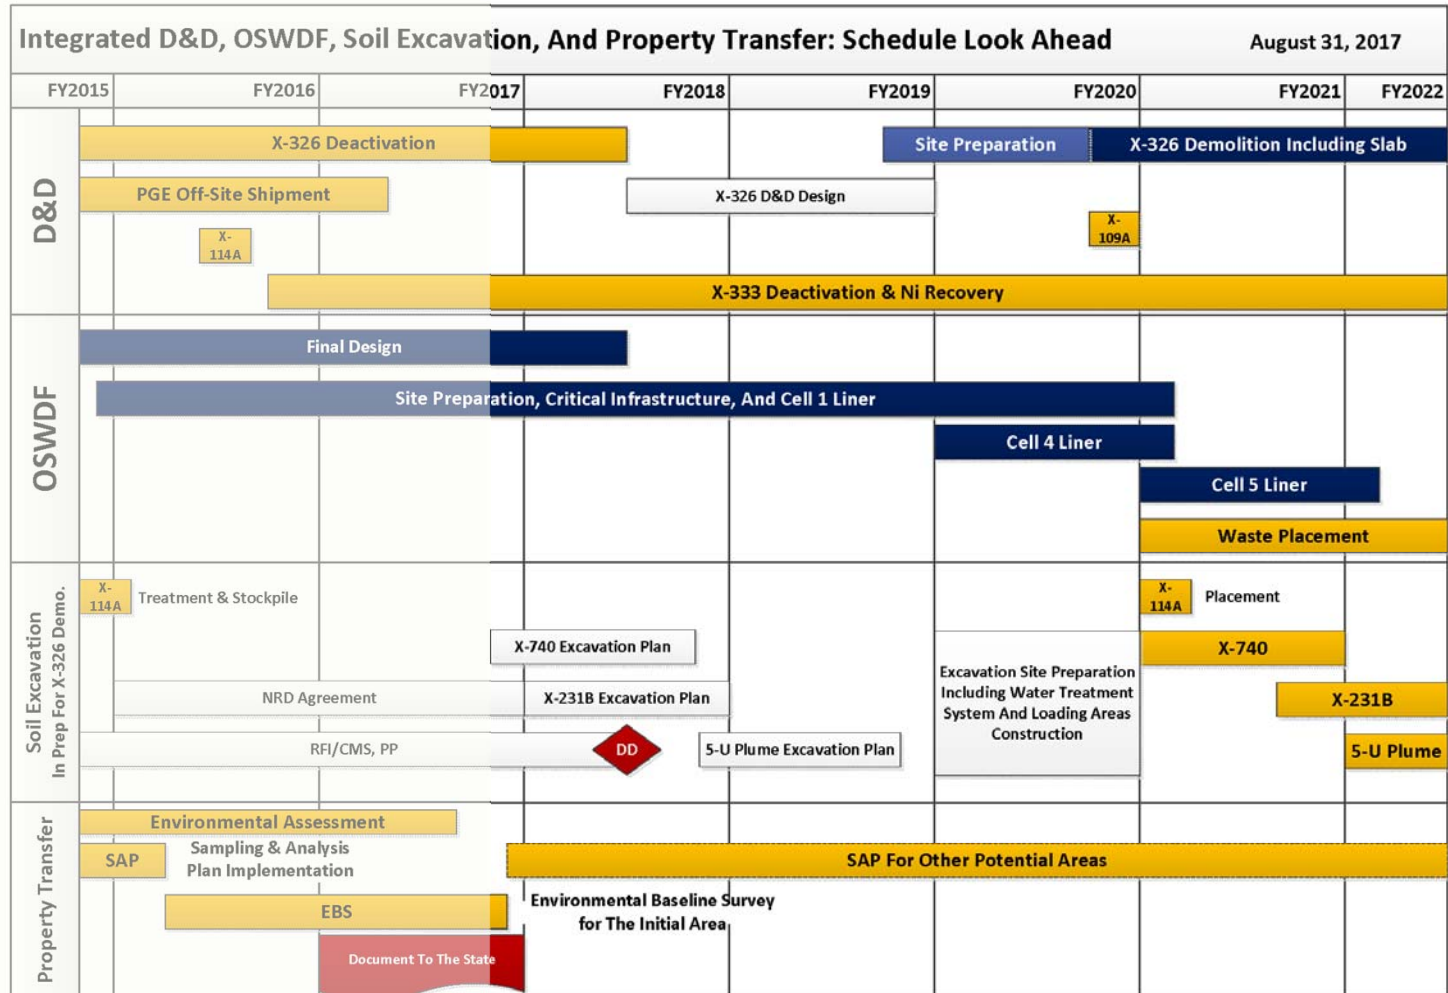 Integrated D&D, OSWDF, Soil Excavation, And Property Transfer: Schedule Look Ahead
August 31, 2017
FY2015 FY2016 FY2017 FY2018 FY2019 FY2020 FY2021 FY2022
D&D
X-326 Deactivation
Site Preparation
X-326 Demolition Including Slab
PGE Off-Site Shipment
X-326 D&D Design
X-
109A
X-
114A
X-333 Deactivation & Ni Recovery
OSWDF
Final Design
Site Preparation, Critical Infrastructure, And Cell 1 Liner
Cell 4 Liner
Cell 5 Liner
Waste Placement
Soil Excavation
In Prep For X-326 Demo.
X-
114A
Treatment & Stockpile
X-
114A
Placement
X-740 Excavation Plan
X-740
Excavation Site Preparation
Including Water Treatment
System And Loading Areas
Construction
NRD Agreement
X-231B Excavation Plan
X-231B
RFI/CMS, PP
DD
5-U Plume Excavation Plan
5-U Plume
Property Transfer
Environmental Assessment
SAP
Sampling & Analysis
Plan Implementation
SAP For Other Potential Areas
EBS
Environmental Baseline Survey
for The Initial Area
Document To The State